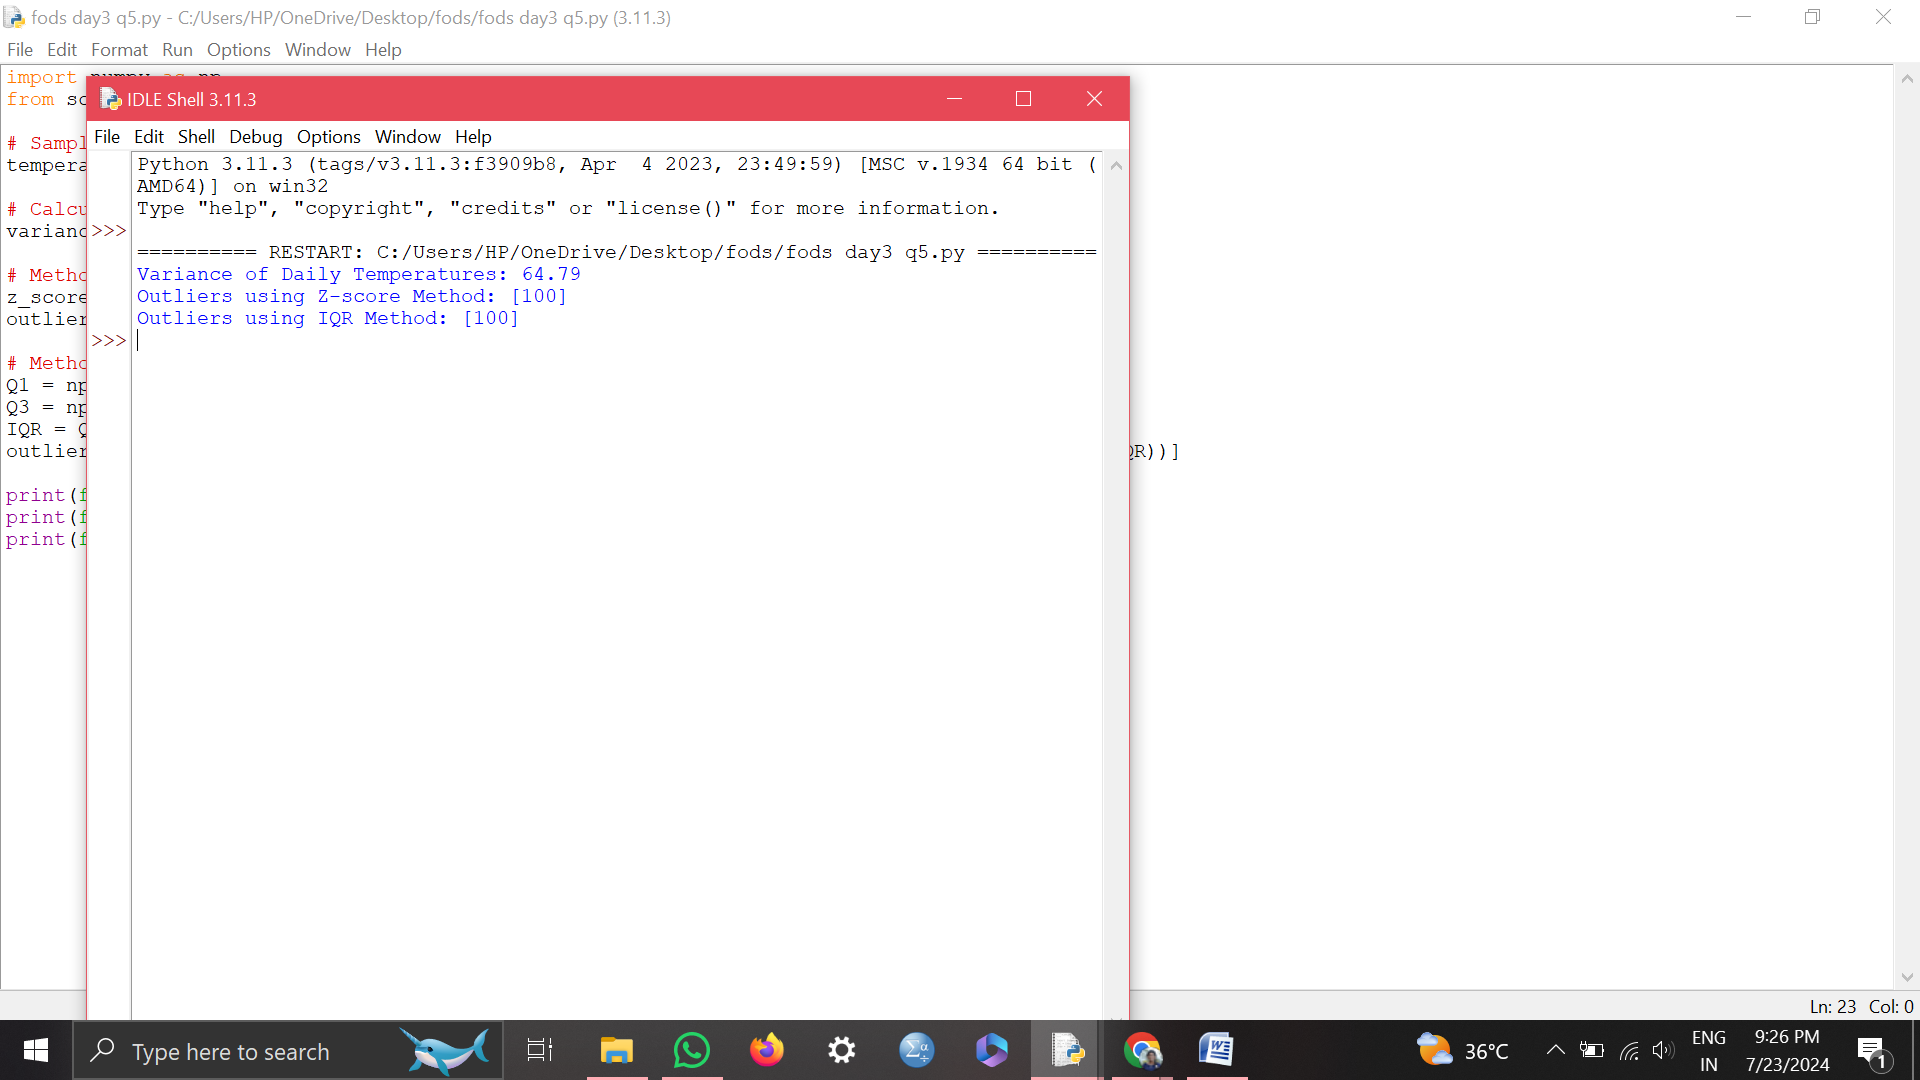 fods day3 q5.py - C:/Users/HP/OneDrive/Desktop/fods/fods day3 q5.py (3.11.3)
File Edit Format Run Options Window Help
import numpy as np
from
IDLE Shell 3.11.3
File Edit Shell Debug Options Window Help
Python 3.11.3 (tags/v3.11.3:f3909b8, Apr  4 2023, 23:49:59) [MSC v.1934 64 bit (
AMD64)] on win32
Type "help", "copyright", "credits" or "license()" for more information.
>>>
========== RESTART: C:/Users/HP/OneDrive/Desktop/fods/fods day3 q5.py ==========
Variance of Daily Temperatures: 64.79
Outliers using Z-score Method: [100]
Outliers using IQR Method: [100]
>>>
# Sampl
tempera
# Calcu
varianc
# Metho
z_score
outlier
# Metho
Q1 = np
Q3 = np
IQR = Q
outlier QR))]
print(f
print(f
print(f
Ln: 23 Col: 0
Type here to search
36°C
ENG
IN
9:26 PM
7/23/2024
1